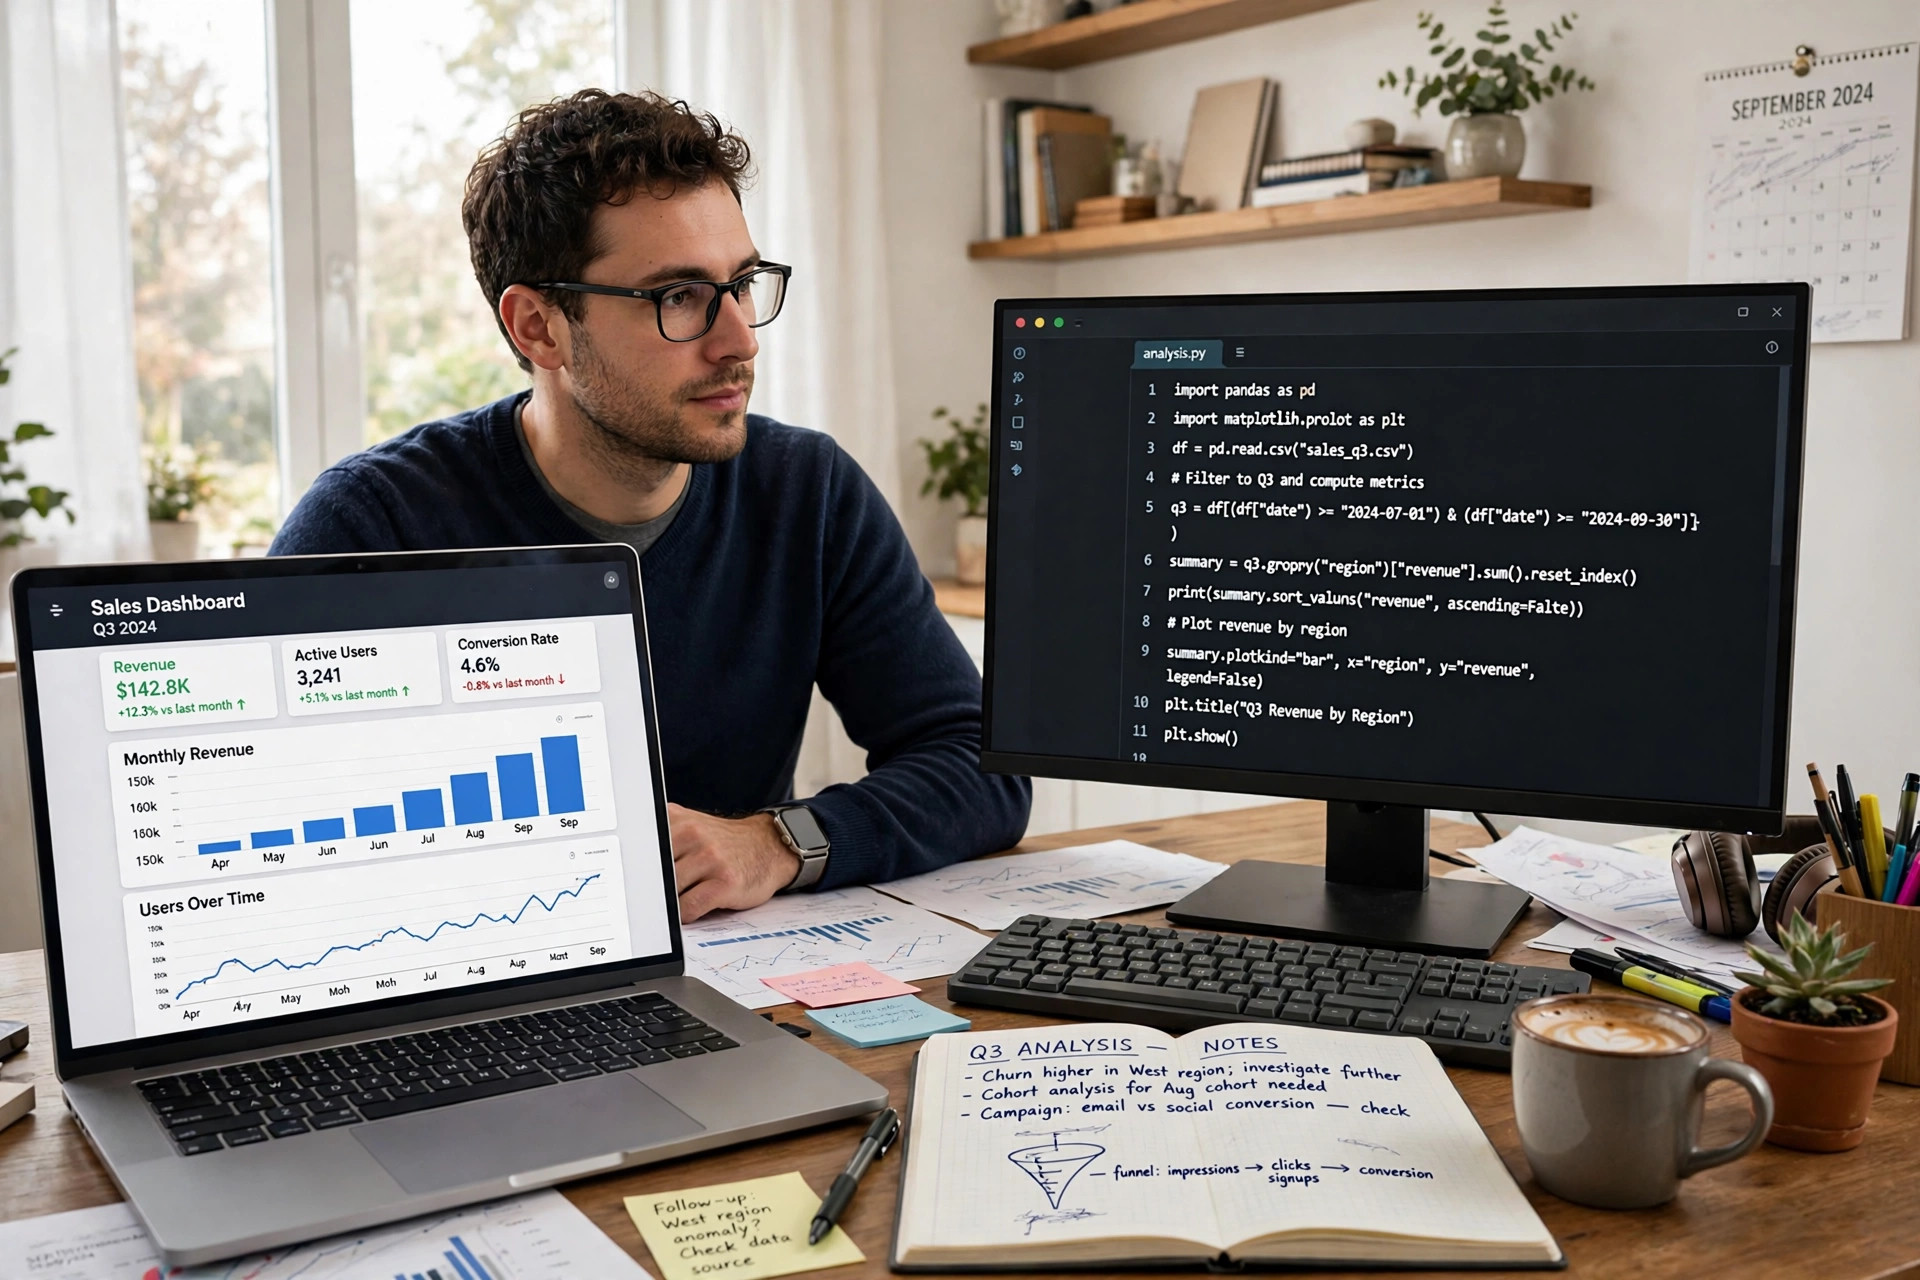 Sales Dashboard
Q3 2024
Revenue
$142.8K
+12.3% vs last month ↑
Active Users
3,241
+5.1% vs last month ↑
Conversion Rate
4.6%
-0.8% vs last month ↓
Monthly Revenue
150k
160k
160k
150k
Apr May Jun Jun Jul Aug Sep Sep
Users Over Time
Apr May Moh Moh Jul Aug Aup Sep
SEPTEMBER 2024
2024
analysis.py
1 import pandas as pd
2 import matplotlih.prolot as plt
3 df = pd.read.csv("sales_q3.csv")
4 # Filter to Q3 and compute metrics
5 q3 = df[(df["date") >= "2024-07-01") & (df["date") >= "2024-09-30"]}
)
6 summary = q3.gropry("region")["revenue"].sum().reset_index()
7 print(summary.sort_valuns("revenue", ascending=Falte))
8 # Plot revenue by region
9 summary.plotkind="bar", x="region", y="revenue",
legend=False)
10 plt.title("Q3 Revenue by Region")
11 plt.show()
Q3 ANALYSIS — NOTES
- Churn higher in West region; investigate further
- Cohort analysis for Aug cohort needed
- Campaign: email vs social conversion — check
funnel: impressions → clicks → conversion
signups
Follow-up:
West region
anomaly?
Check data
source